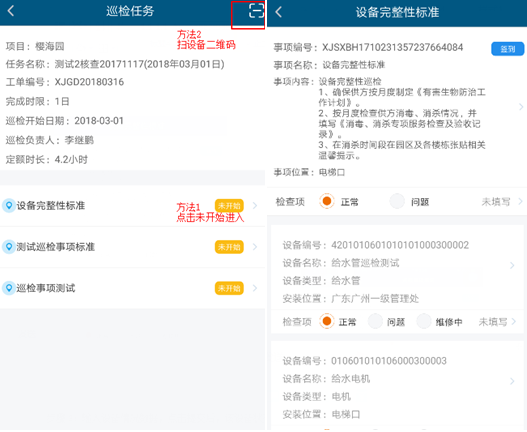 巡检任务
方法2
扫设备二维码
项目：樱海园
任务名称：测试2核查20171117(2018年03月01日)
工单编号：XJGD20180316
完成时限：1日
巡检开始日期：2018-03-01
巡检负责人：李继鹏
定额时长：4.2小时
设备完整性标准
未开始
方法1
点击未开始进入
测试巡检事项标准
未开始
巡检事项测试
未开始
设备完整性标准
事项编号：XJSXBH1710231357237664084
查到
事项名称：设备完整性标准
事项内容：设备完整性巡检
1、确保供方按月度制定《有害生物防治工
作计划》。
2、按月度检查供方消毒、消杀情况，并
填写《消毒、消杀专项服务检查及验收记
录》。
3、在消杀时间段在园区及各楼栋张贴相关
温馨提示。
事项位置：电梯口
检查项 正常 问题 未填写
设备编号：4201010601010101000300002
设备名称：给水管巡检测试
设备类型：给水管
安装位置：广东广州一级管理处
检查项 正常 问题 维修中 未填写
设备编号：010601010106000300003
设备名称：给水电机
设备类型：电机
安装位置：电梯口